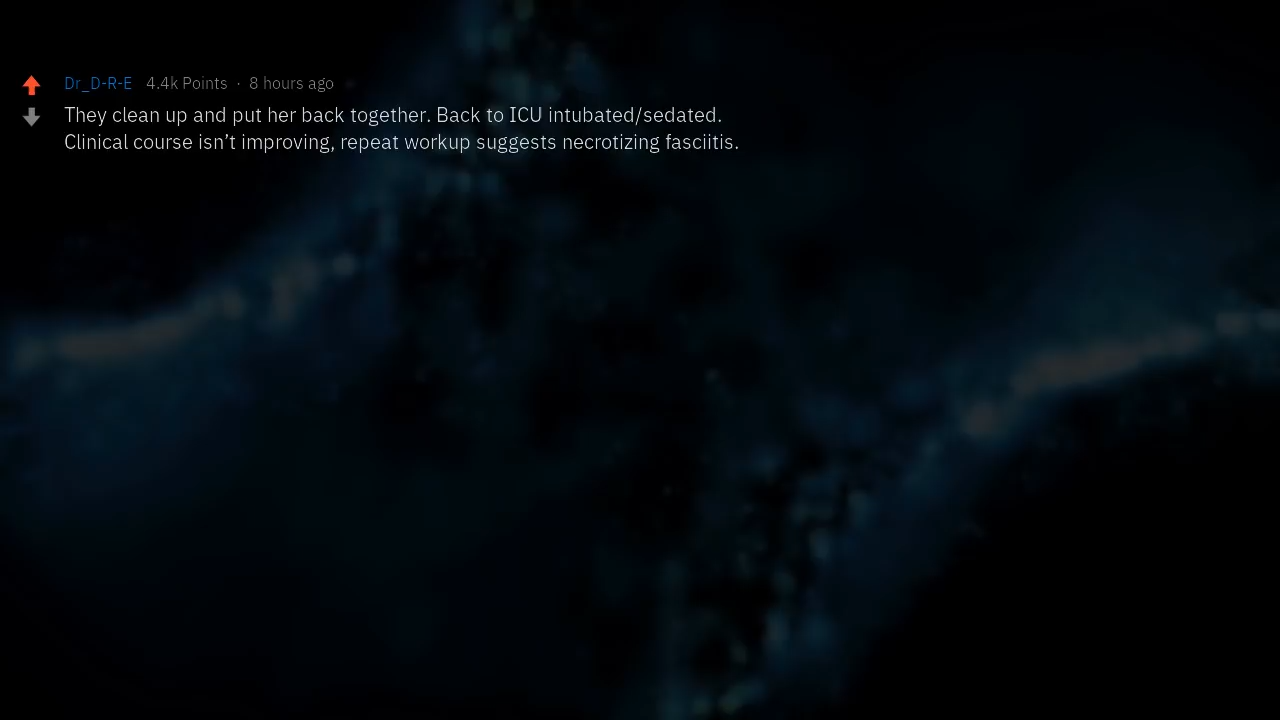 Dr_D-R-E 4.4k Points · 8 hours ago
They clean up and put her back together. Back to ICU intubated/sedated.
Clinical course isn’t improving, repeat workup suggests necrotizing fasciitis.